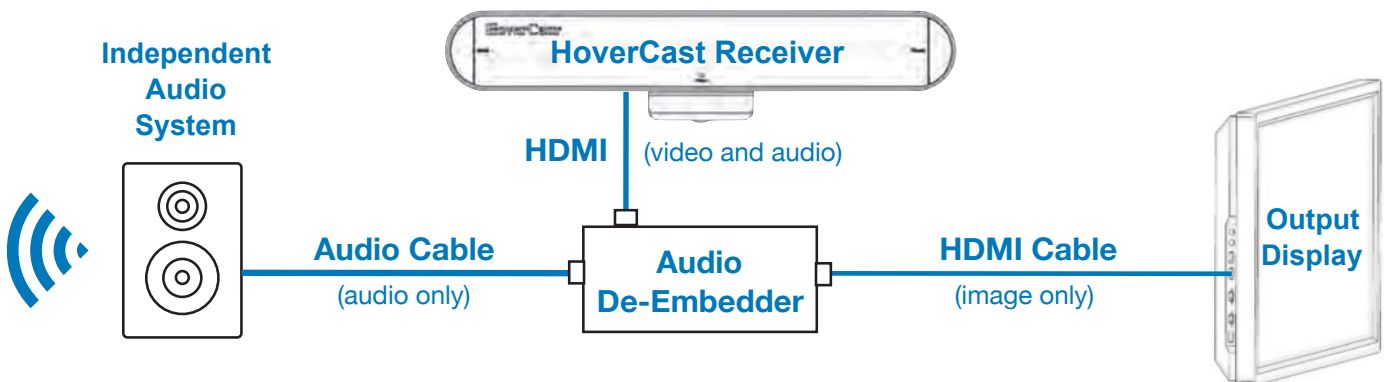 Independent
Audio
System
HoverCam
HoverCast Receiver
HDMI (video and audio)
Audio Cable
(audio only)
Audio
De-Embedder
HDMI Cable
(image only)
Output
Display